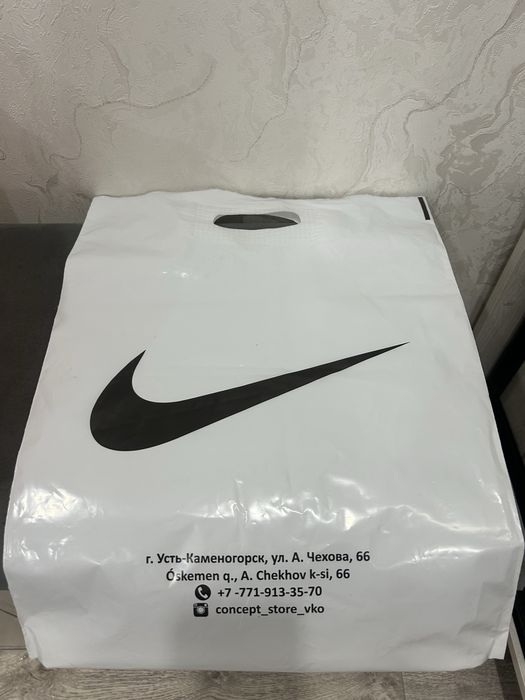 г. Усть-Каменогорск, ул. А. Чехова, 66
Óskemen q., A. Chekhov k-si, 66
+7 -771-913-35-70
concept_store_vko